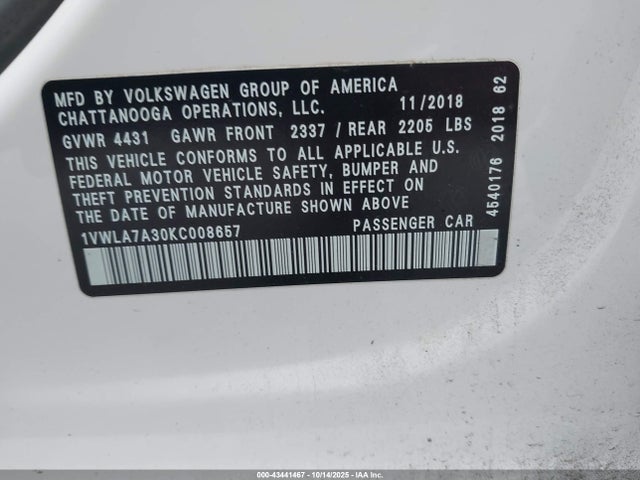 MFD BY VOLKSWAGEN GROUP OF AMERICA
CHATTANOOGA OPERATIONS, LLC. 11/2018
GVWR 4431 GAWR FRONT 2337 / REAR 2205 LBS
THIS VEHICLE CONFORMS TO ALL APPLICABLE U.S.
FEDERAL MOTOR VEHICLE SAFETY, BUMPER AND
THEFT PREVENTION STANDARDS IN EFFECT ON
THE DATE OF MANUFACTURE SHOWN ABOVE
1VWLA7A30KC008657 PASSENGER CAR
4540176 2018 62
000-43441467 | 10/14/2025 | IAA, Inc.